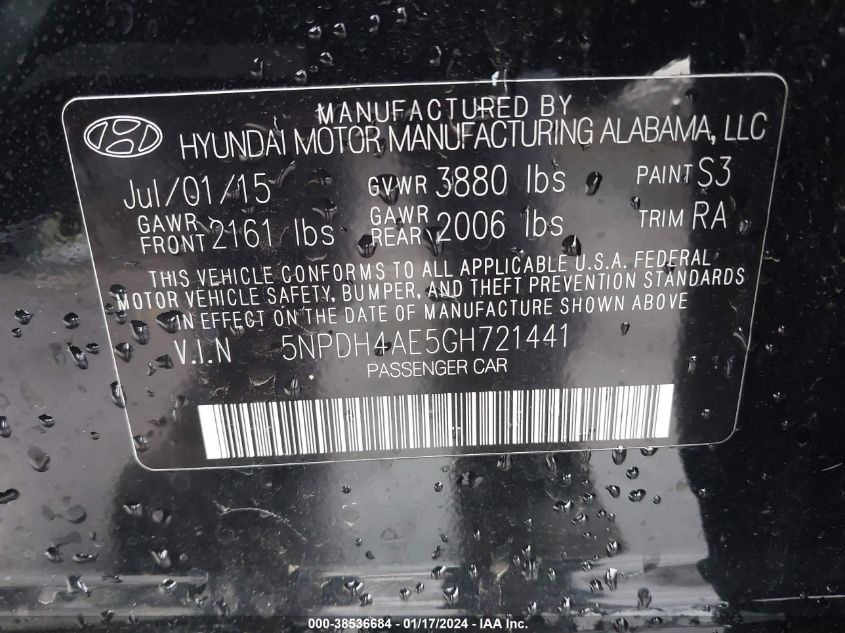 MANUFACTURED BY
HYUNDAI MOTOR MANUFACTURING ALABAMA, LLC
Jul/01/15 GVWR 3880 lbs PAINT S3
GAWR FRONT 2161 lbs GAWR REAR 2006 lbs TRIM RA
THIS VEHICLE CONFORMS TO ALL APPLICABLE U.S.A. FEDERAL
MOTOR VEHICLE SAFETY, BUMPER, AND THEFT PREVENTION STANDARDS
IN EFFECT ON THE DATE OF MANUFACTURE SHOWN ABOVE
V.I.N 5NPDH4AE5GH721441
PASSENGER CAR
000-38536684 - 01/17/2024 - IAA Inc.